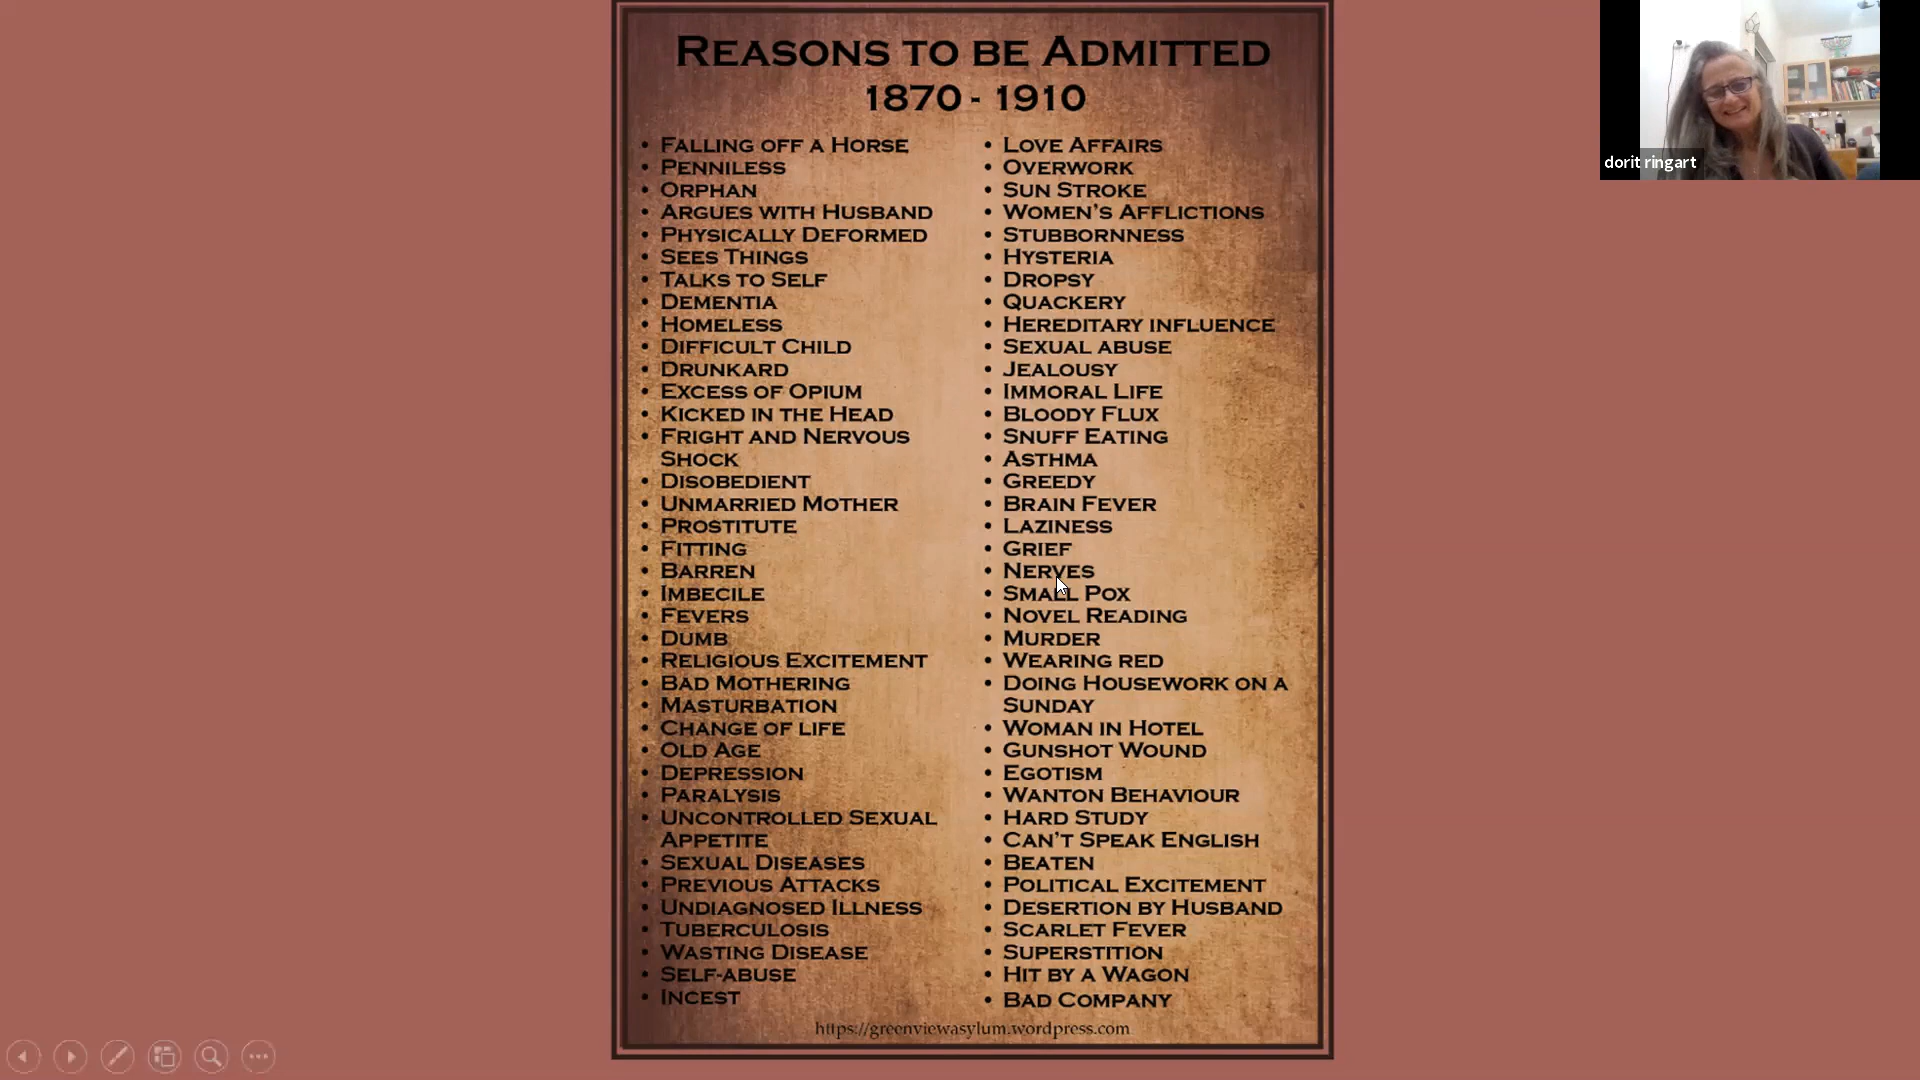 REASONS TO BE ADMITTED
1870 - 1910
• FALLING OFF A HORSE
• PENNILESS
• ORPHAN
• ARGUES WITH HUSBAND
• PHYSICALLY DEFORMED
• SEES THINGS
• TALKS TO SELF
• DEMENTIA
• HOMELESS
• DIFFICULT CHILD
• DRUNKARD
• EXCESS OF OPIUM
• KICKED IN THE HEAD
• FRIGHT AND NERVOUS
SHOCK
• DISOBEDIENT
• UNMARRIED MOTHER
• PROSTITUTE
• FITTING
• BARREN
• IMBECILE
• FEVERS
• DUMB
• RELIGIOUS EXCITEMENT
• BAD MOTHERING
• MASTURBATION
• CHANGE OF LIFE
• OLD AGE
• DEPRESSION
• PARALYSIS
• UNCONTROLLED SEXUAL
APPETITE
• SEXUAL DISEASES
• PREVIOUS ATTACKS
• UNDIAGNOSED ILLNESS
• TUBERCULOSIS
• WASTING DISEASE
• SELF-ABUSE
• INCEST
• LOVE AFFAIRS
• OVERWORK
• SUN STROKE
• WOMEN'S AFFLICTIONS
• STUBBORNNESS
• HYSTERIA
• DROPSY
• QUACKERY
• HEREDITARY INFLUENCE
• SEXUAL ABUSE
• JEALOUSY
• IMMORAL LIFE
• BLOODY FLUX
• SNUFF EATING
• ASTHMA
• GREEDY
• BRAIN FEVER
• LAZINESS
• GRIEF
• NERVES
• SMALL POX
• NOVEL READING
• MURDER
• WEARING RED
• DOING HOUSEWORK ON A
SUNDAY
• WOMAN IN HOTEL
• GUNSHOT WOUND
• EGOTISM
• WANTON BEHAVIOUR
• HARD STUDY
• CAN'T SPEAK ENGLISH
• BEATEN
• POLITICAL EXCITEMENT
• DESERTION BY HUSBAND
• SCARLET FEVER
• SUPERSTITION
• HIT BY A WAGON
• BAD COMPANY
https://greenviewasylum.wordpress.com
dorit ringart